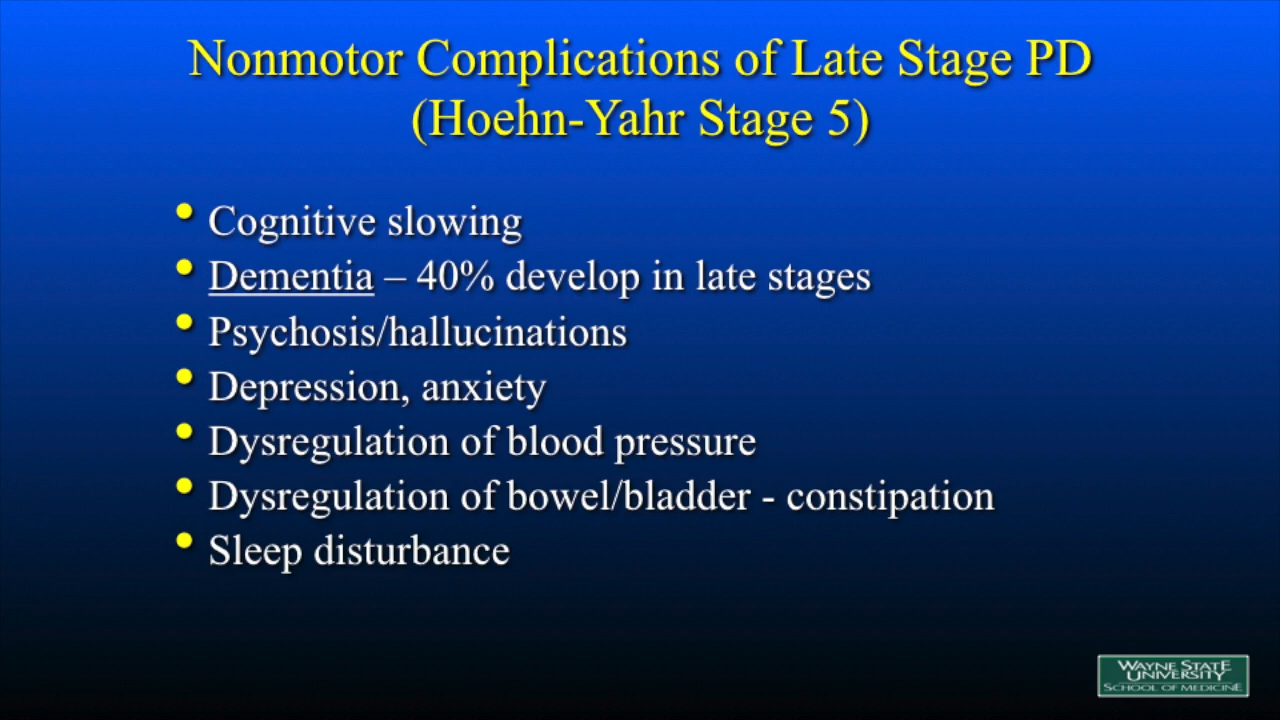 Nonmotor Complications of Late Stage PD
(Hoehn-Yahr Stage 5)
• Cognitive slowing
• Dementia – 40% develop in late stages
• Psychosis/hallucinations
• Depression, anxiety
• Dysregulation of blood pressure
• Dysregulation of bowel/bladder - constipation
• Sleep disturbance
WAYNE STATE
UNIVERSITY
SCHOOL OF MEDICINE